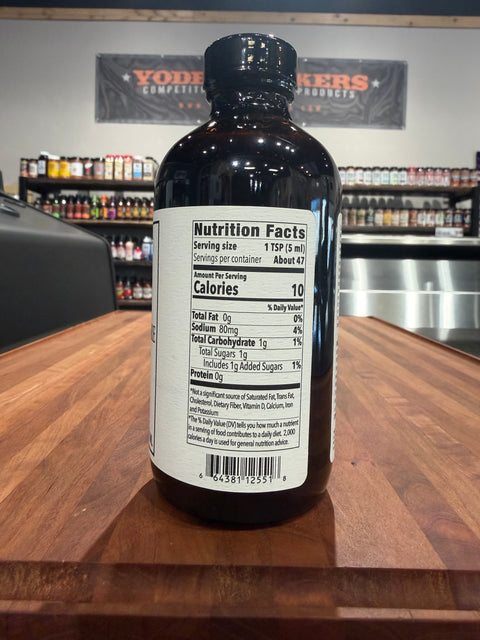 YODE KERS
COMPETIT PRODUCTS
Nutrition Facts
Serving size 1 TSP (5 ml)
Servings per container About 47
Amount Per Serving
Calories 10
% Daily Value*
Total Fat 0g 0%
Sodium 80mg 4%
Total Carbohydrate 1g 1%
Total Sugars 1g
Includes 1g Added Sugars 1%
Protein 0g
*Not a significant source of Saturated Fat, Trans Fat,
Cholesterol, Dietary Fiber, Vitamin D, Calcium, Iron
and Potassium
*The % Daily Value (DV) tells you how much a nutrient
in a serving of food contributes to a daily diet. 2,000
calories a day is used for general nutrition advice.
6 64381 12551 8